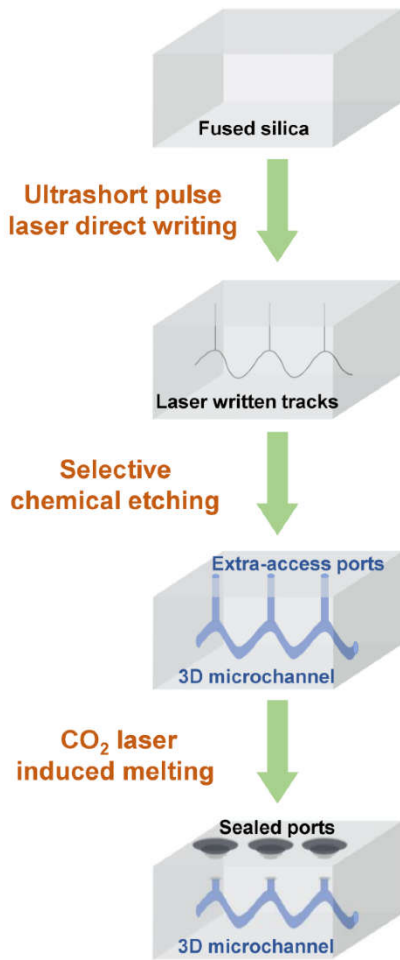 Fused silica
Ultrashort pulse
laser direct writing
Laser written tracks
Selective
chemical etching
Extra-access ports
3D microchannel
CO₂ laser
induced melting
Sealed ports
3D microchannel